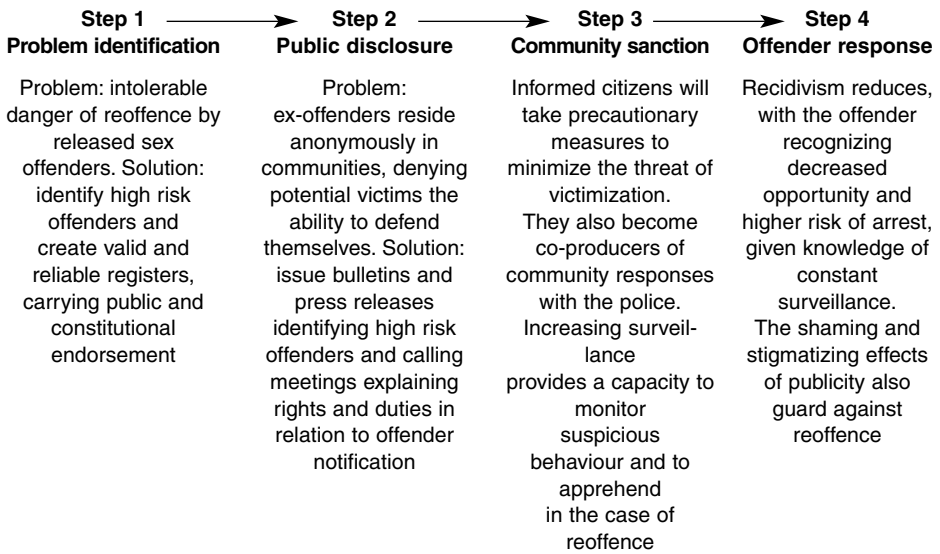 Step 1
Problem identification
Problem: intolerable
danger of reoffence by
released sex
offenders. Solution:
identify high risk
offenders and
create valid and
reliable registers,
carrying public and
constitutional
endorsement
Step 2
Public disclosure
Problem:
ex-offenders reside
anonymously in
communities, denying
potential victims the
ability to defend
themselves. Solution:
issue bulletins and
press releases
identifying high risk
offenders and calling
meetings explaining
rights and duties in
relation to offender
notification
Step 3
Community sanction
Informed citizens will
take precautionary
measures to
minimize the threat of
victimization.
They also become
co-producers of
community responses
with the police.
Increasing surveil-
lance
provides a capacity to
monitor
suspicious
behaviour and to
apprehend
in the case of
reoffence
Step 4
Offender response
Recidivism reduces,
with the offender
recognizing
decreased
opportunity and
higher risk of arrest,
given knowledge of
constant
surveillance.
The shaming and
stigmatizing effects
of publicity also
guard against
reoffence